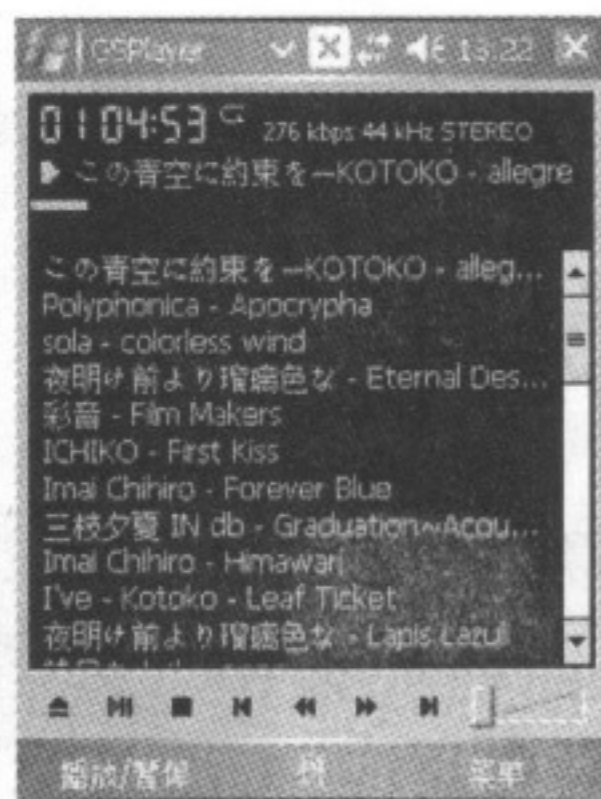 GSPlayer 13:22
01 04:53 276 kbps 44 kHz STEREO
この青空に約束を—KOTOKO - allegre
この青空に約束を—KOTOKO - alleg...
Polyphonica - Apocrypha
sola - colorless wind
夜明け前より瑠璃色な - Eternal Des...
彩音 - Film Makers
ICHIKO - First Kiss
Imai Chihiro - Forever Blue
三枝夕夏 IN db - Graduation~Acou...
Imai Chihiro - Himawari
I've - Kotoko - Leaf Ticket
夜明け前より瑠璃色な - Lapis Lazuli
播放/暂停 菜单